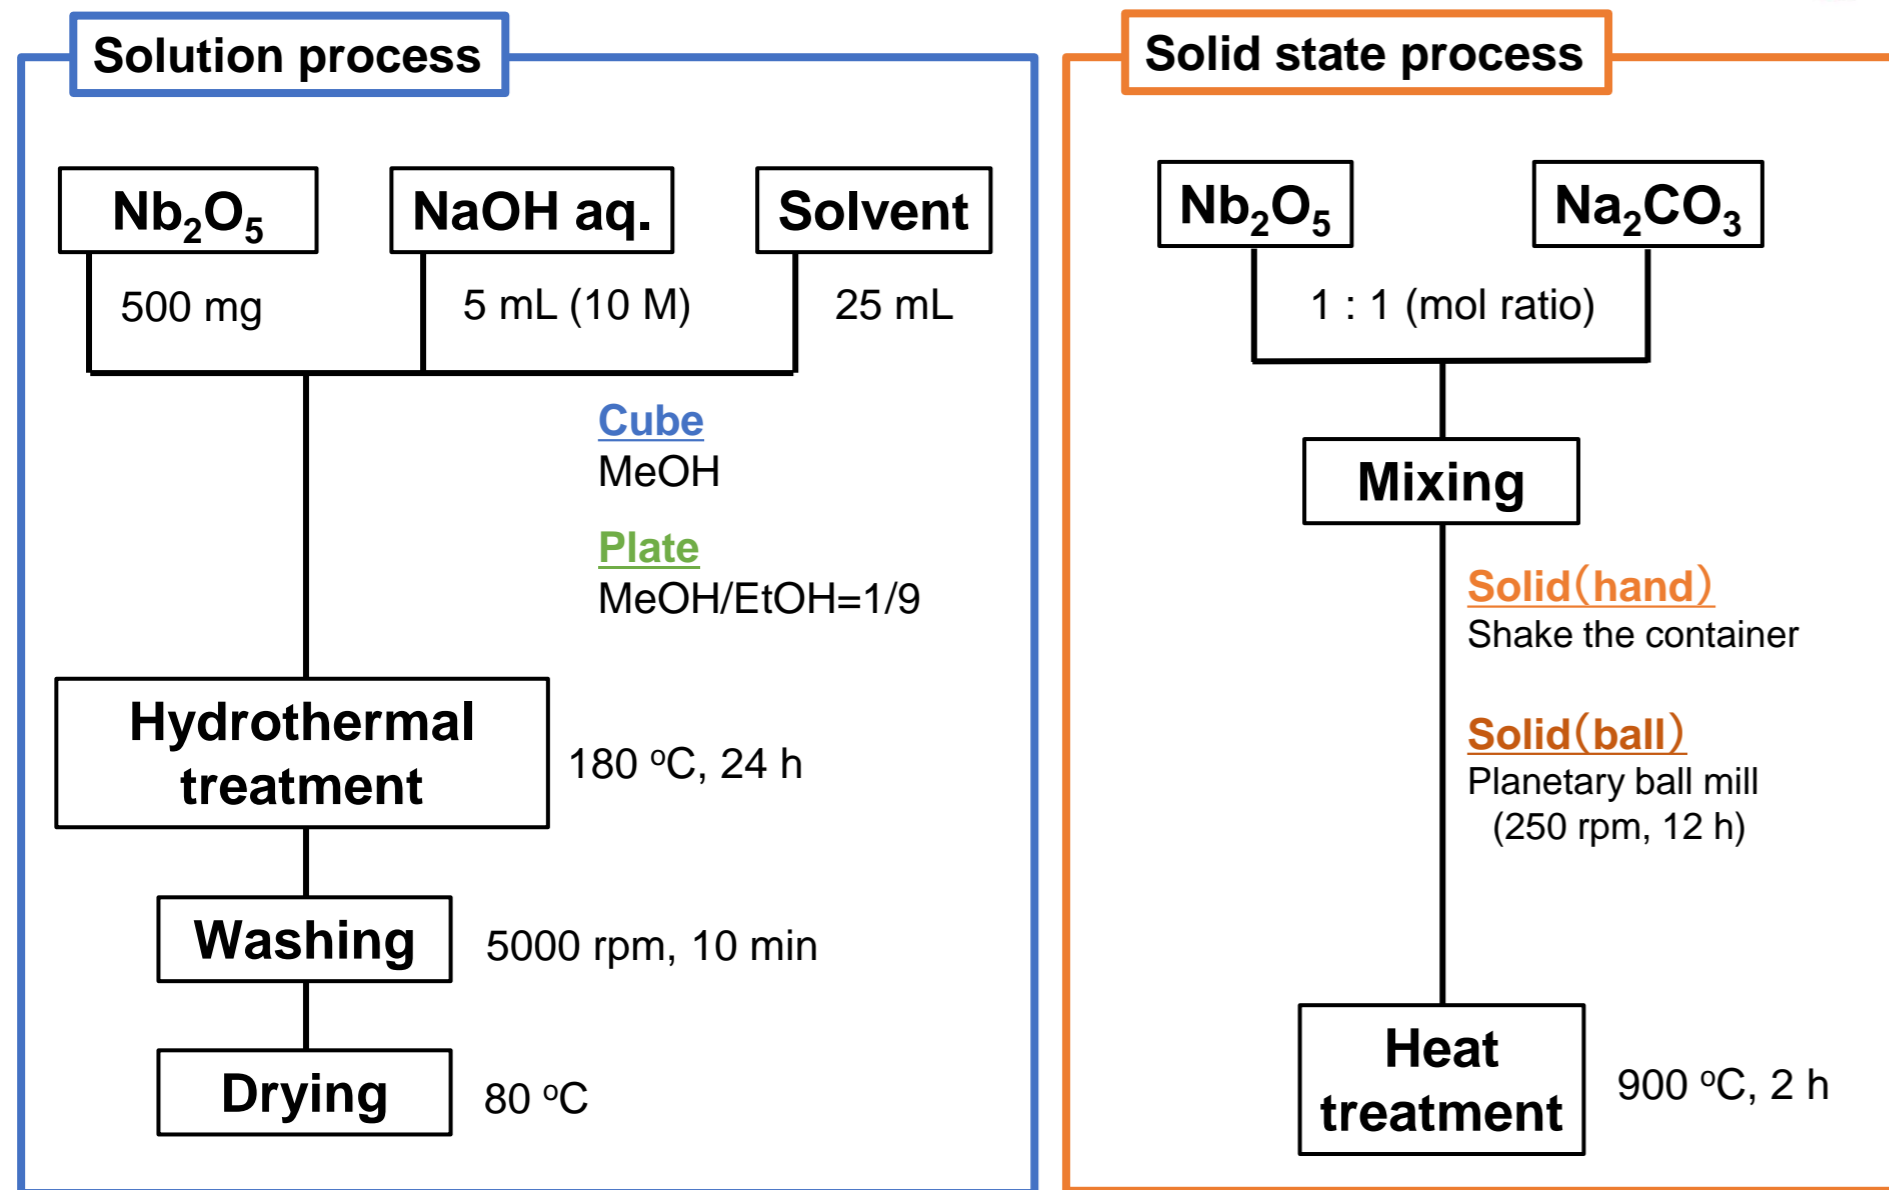 Solution process
Nb₂O₅
NaOH aq.
Solvent
500 mg
5 mL (10 M)
25 mL
Cube
MeOH
Plate
MeOH/EtOH=1/9
Hydrothermal
treatment
180 ºC, 24 h
Washing
5000 rpm, 10 min
Drying
80 ºC
Solid state process
Nb₂O₅
Na₂CO₃
1 : 1 (mol ratio)
Mixing
Solid(hand)
Shake the container
Solid(ball)
Planetary ball mill
(250 rpm, 12 h)
Heat
treatment
900 ºC, 2 h